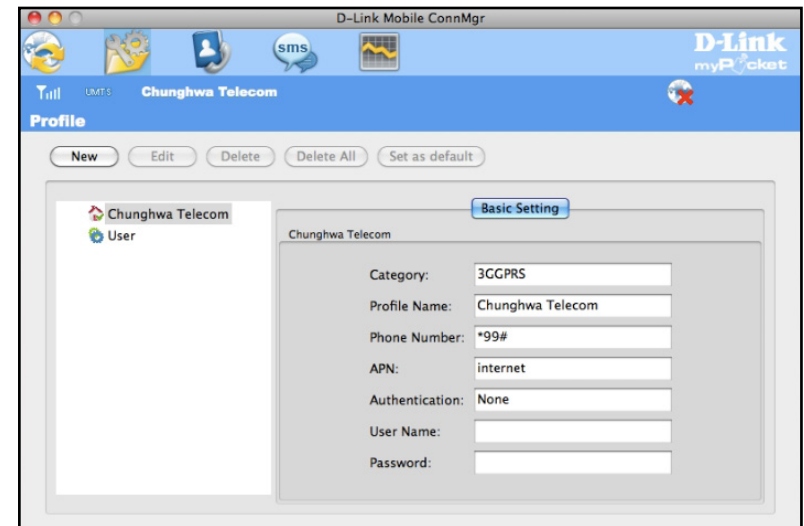 D-Link Mobile ConnMgr
sms
D-Link
myPocket
UMTS Chunghwa Telecom
Profile
New Edit Delete Delete All Set as default
Chunghwa Telecom
User
Basic Setting
Chunghwa Telecom
Category: 3GGPRS
Profile Name: Chunghwa Telecom
Phone Number: *99#
APN: internet
Authentication: None
User Name:
Password: